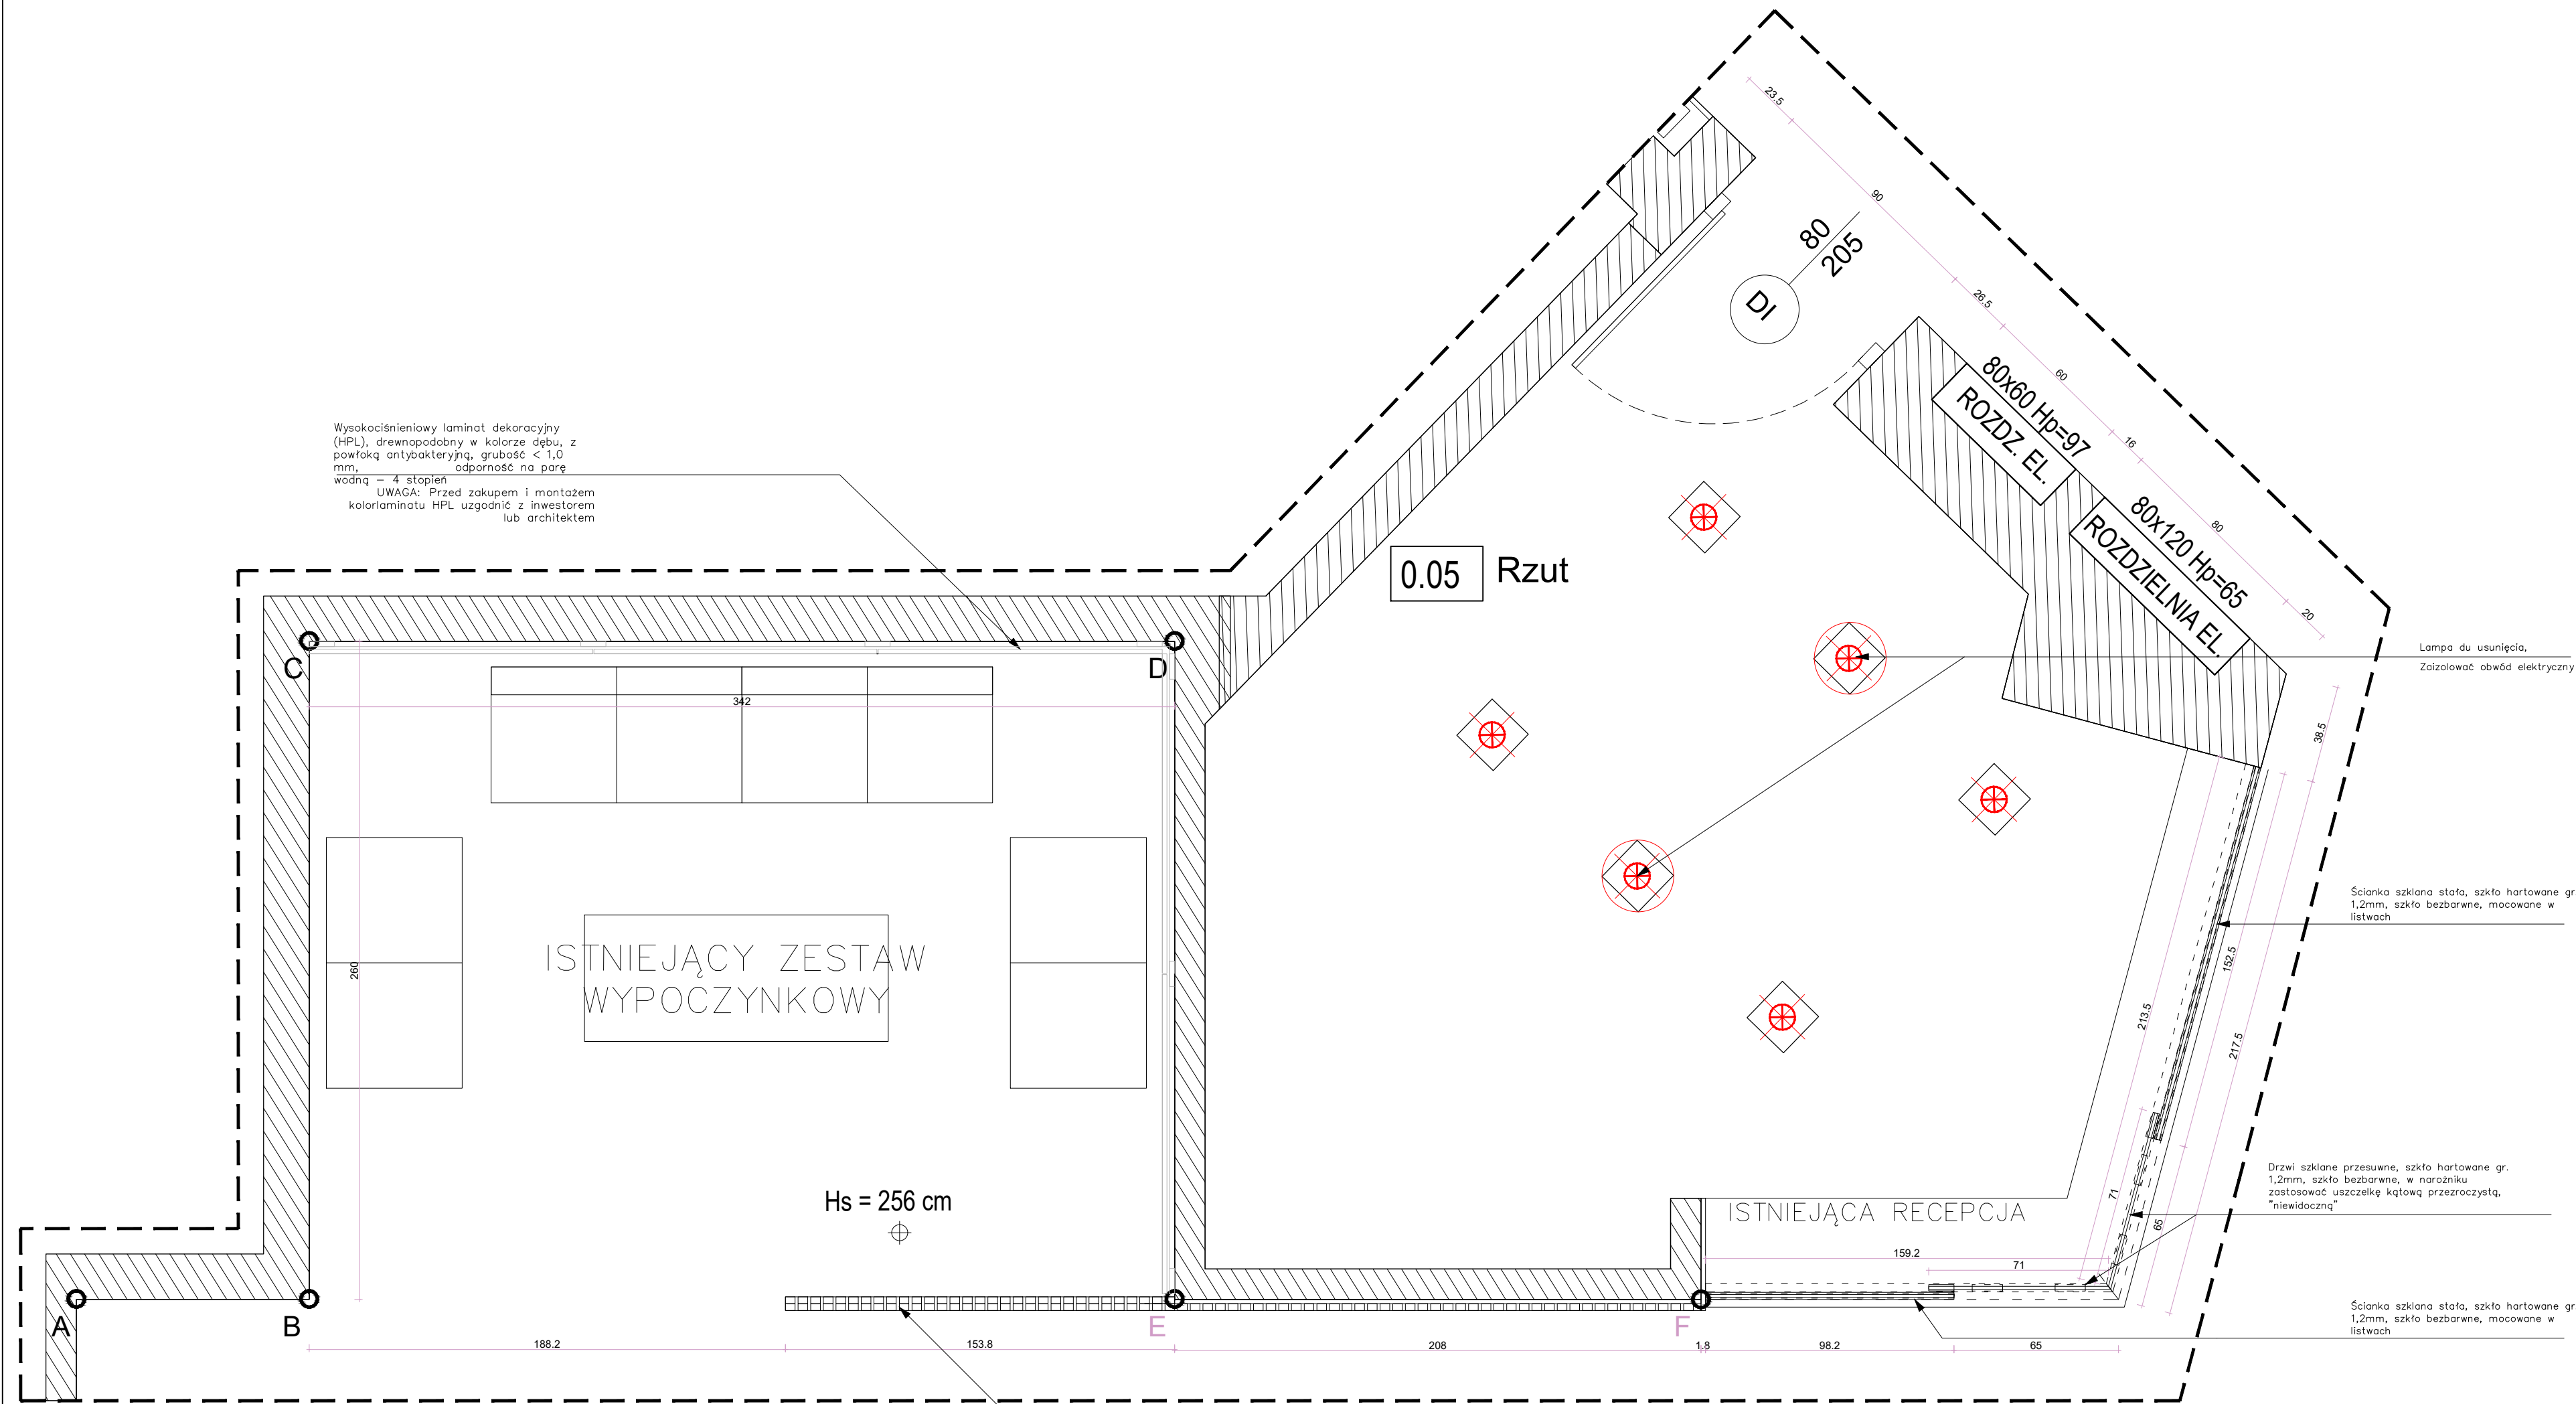 23.5
90
80
205
DI
26.5
60
80x60 Hp=97
ROZDZ. EL.
16
80
80x120 Hp=65
ROZDZIELNIA EL.
20
Wysokociśnieniowy laminat dekoracyjny
(HPL), drewnopodobny w kolorze dębu, z
powłoką antybakteryjną, grubość < 1,0
mm, odporność na parę
wodną – 4 stopień
UWAGA: Przed zakupem i montażem
kolorlaminatu HPL uzgodnić z inwestorem
lub architektem
0.05 Rzut
Lampa du usunięcia,
Zaizolować obwód elektryczny
C
D
342
38.5
Ścianka szklana stała, szkło hartowane gr
1,2mm, szkło bezbarwne, mocowane w
listwach
ISTNIEJĄCY ZESTAW
WYPOCZYNKOWY
260
152.5
213.5
217.5
Drzwi szklane przesuwne, szkło hartowane gr.
1,2mm, szkło bezbarwne, w narożniku
zastosować uszczelkę kątową przezroczystą,
"niewidoczną"
71
65
Hs = 256 cm
ISTNIEJĄCA RECEPCJA
159.2
71
Ścianka szklana stała, szkło hartowane gr
1,2mm, szkło bezbarwne, mocowane w
listwach
A
B
E
F
188.2
153.8
208
1.8
98.2
65